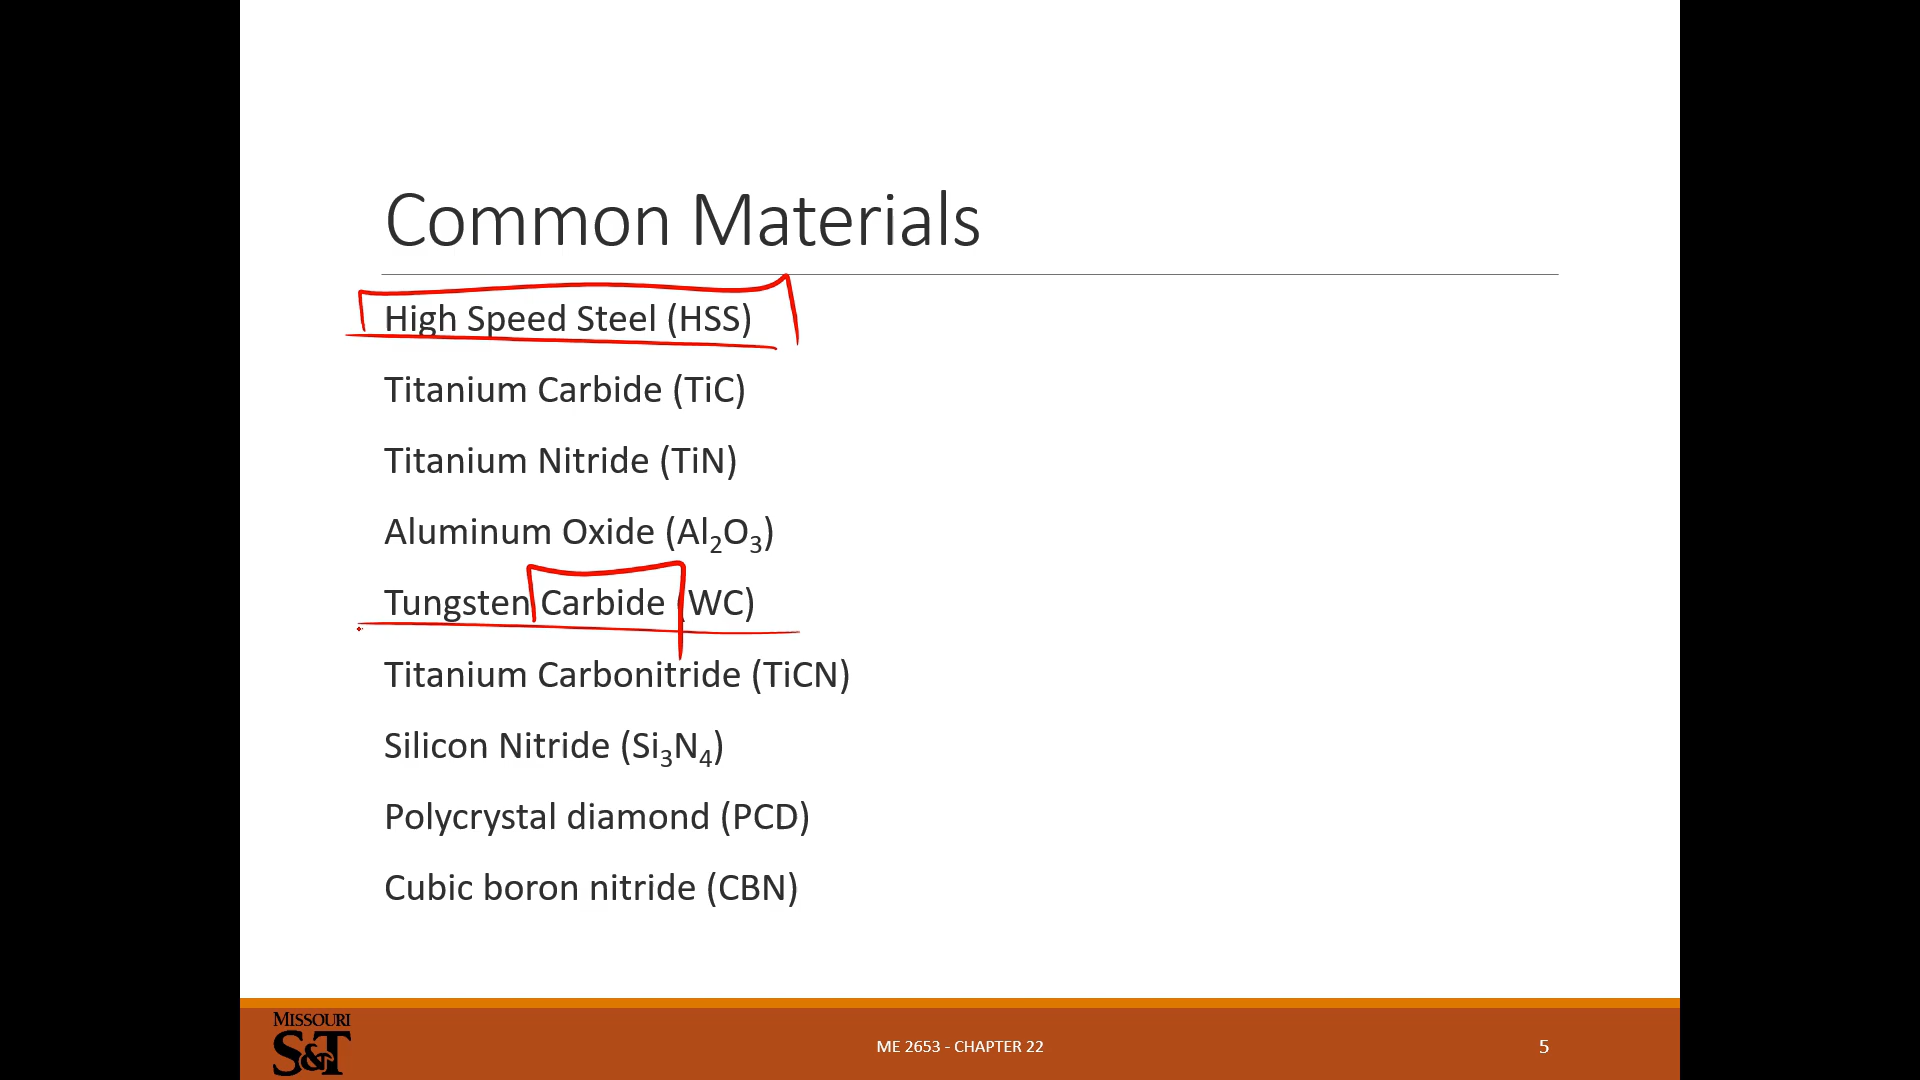 Common Materials
High Speed Steel (HSS)
Titanium Carbide (TiC)
Titanium Nitride (TiN)
Aluminum Oxide (Al₂O₃)
Tungsten Carbide (WC)
Titanium Carbonitride (TiCN)
Silicon Nitride (Si₃N₄)
Polycrystal diamond (PCD)
Cubic boron nitride (CBN)
MISSOURI
S&T
ME 2653 - CHAPTER 22
5